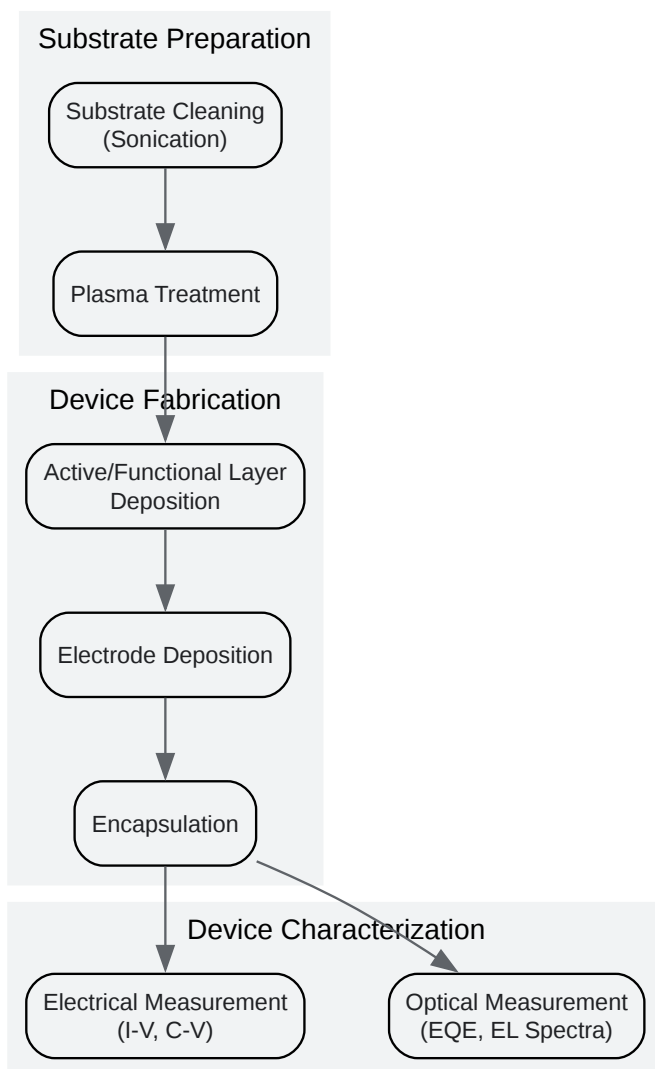 Substrate Preparation
Substrate Cleaning
(Sonication)
Plasma Treatment
Device Fabrication
Active/Functional Layer
Deposition
Electrode Deposition
Encapsulation
Device Characterization
Electrical Measurement
(I-V, C-V)
Optical Measurement
(EQE, EL Spectra)